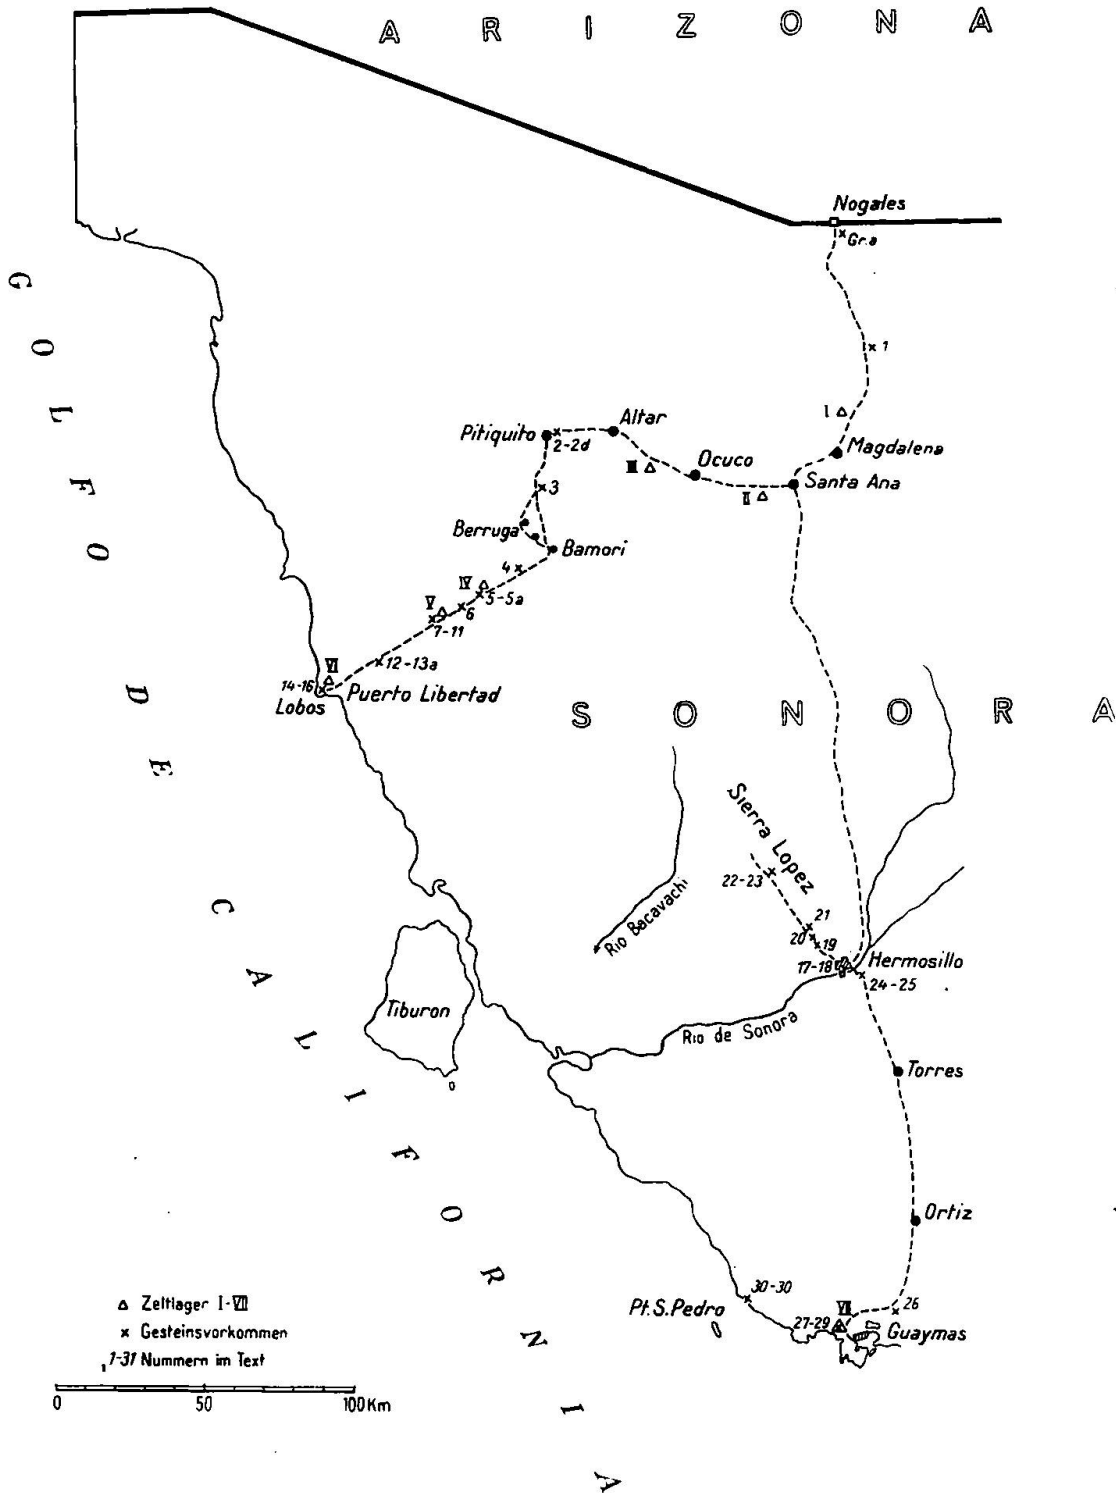 ARIZONA
Nogales
Gr.a
1
I
Altar
Pitiquito
2-2d
Magdalena
III
Ocuco
Santa Ana
II
3
Berruga
Bamori
4
IV
5-5a
V
6
7-11
VI
12-13a
14-16
Puerto Libertad
Lobos
SONORA
Sierra Lopez
22-23
21
20
19
Rio Bacavachi
17-18
Hermosillo
24-25
Tiburon
Rio de Sonora
Torres
Ortiz
30-30
Pt. S. Pedro
VII
26
27-29
Guaymas
GOLFO DE CALIFORNIA
Zeltlager I-VII
Gesteinsvorkommen
1-31 Nummern im Text
0 50 100 Km